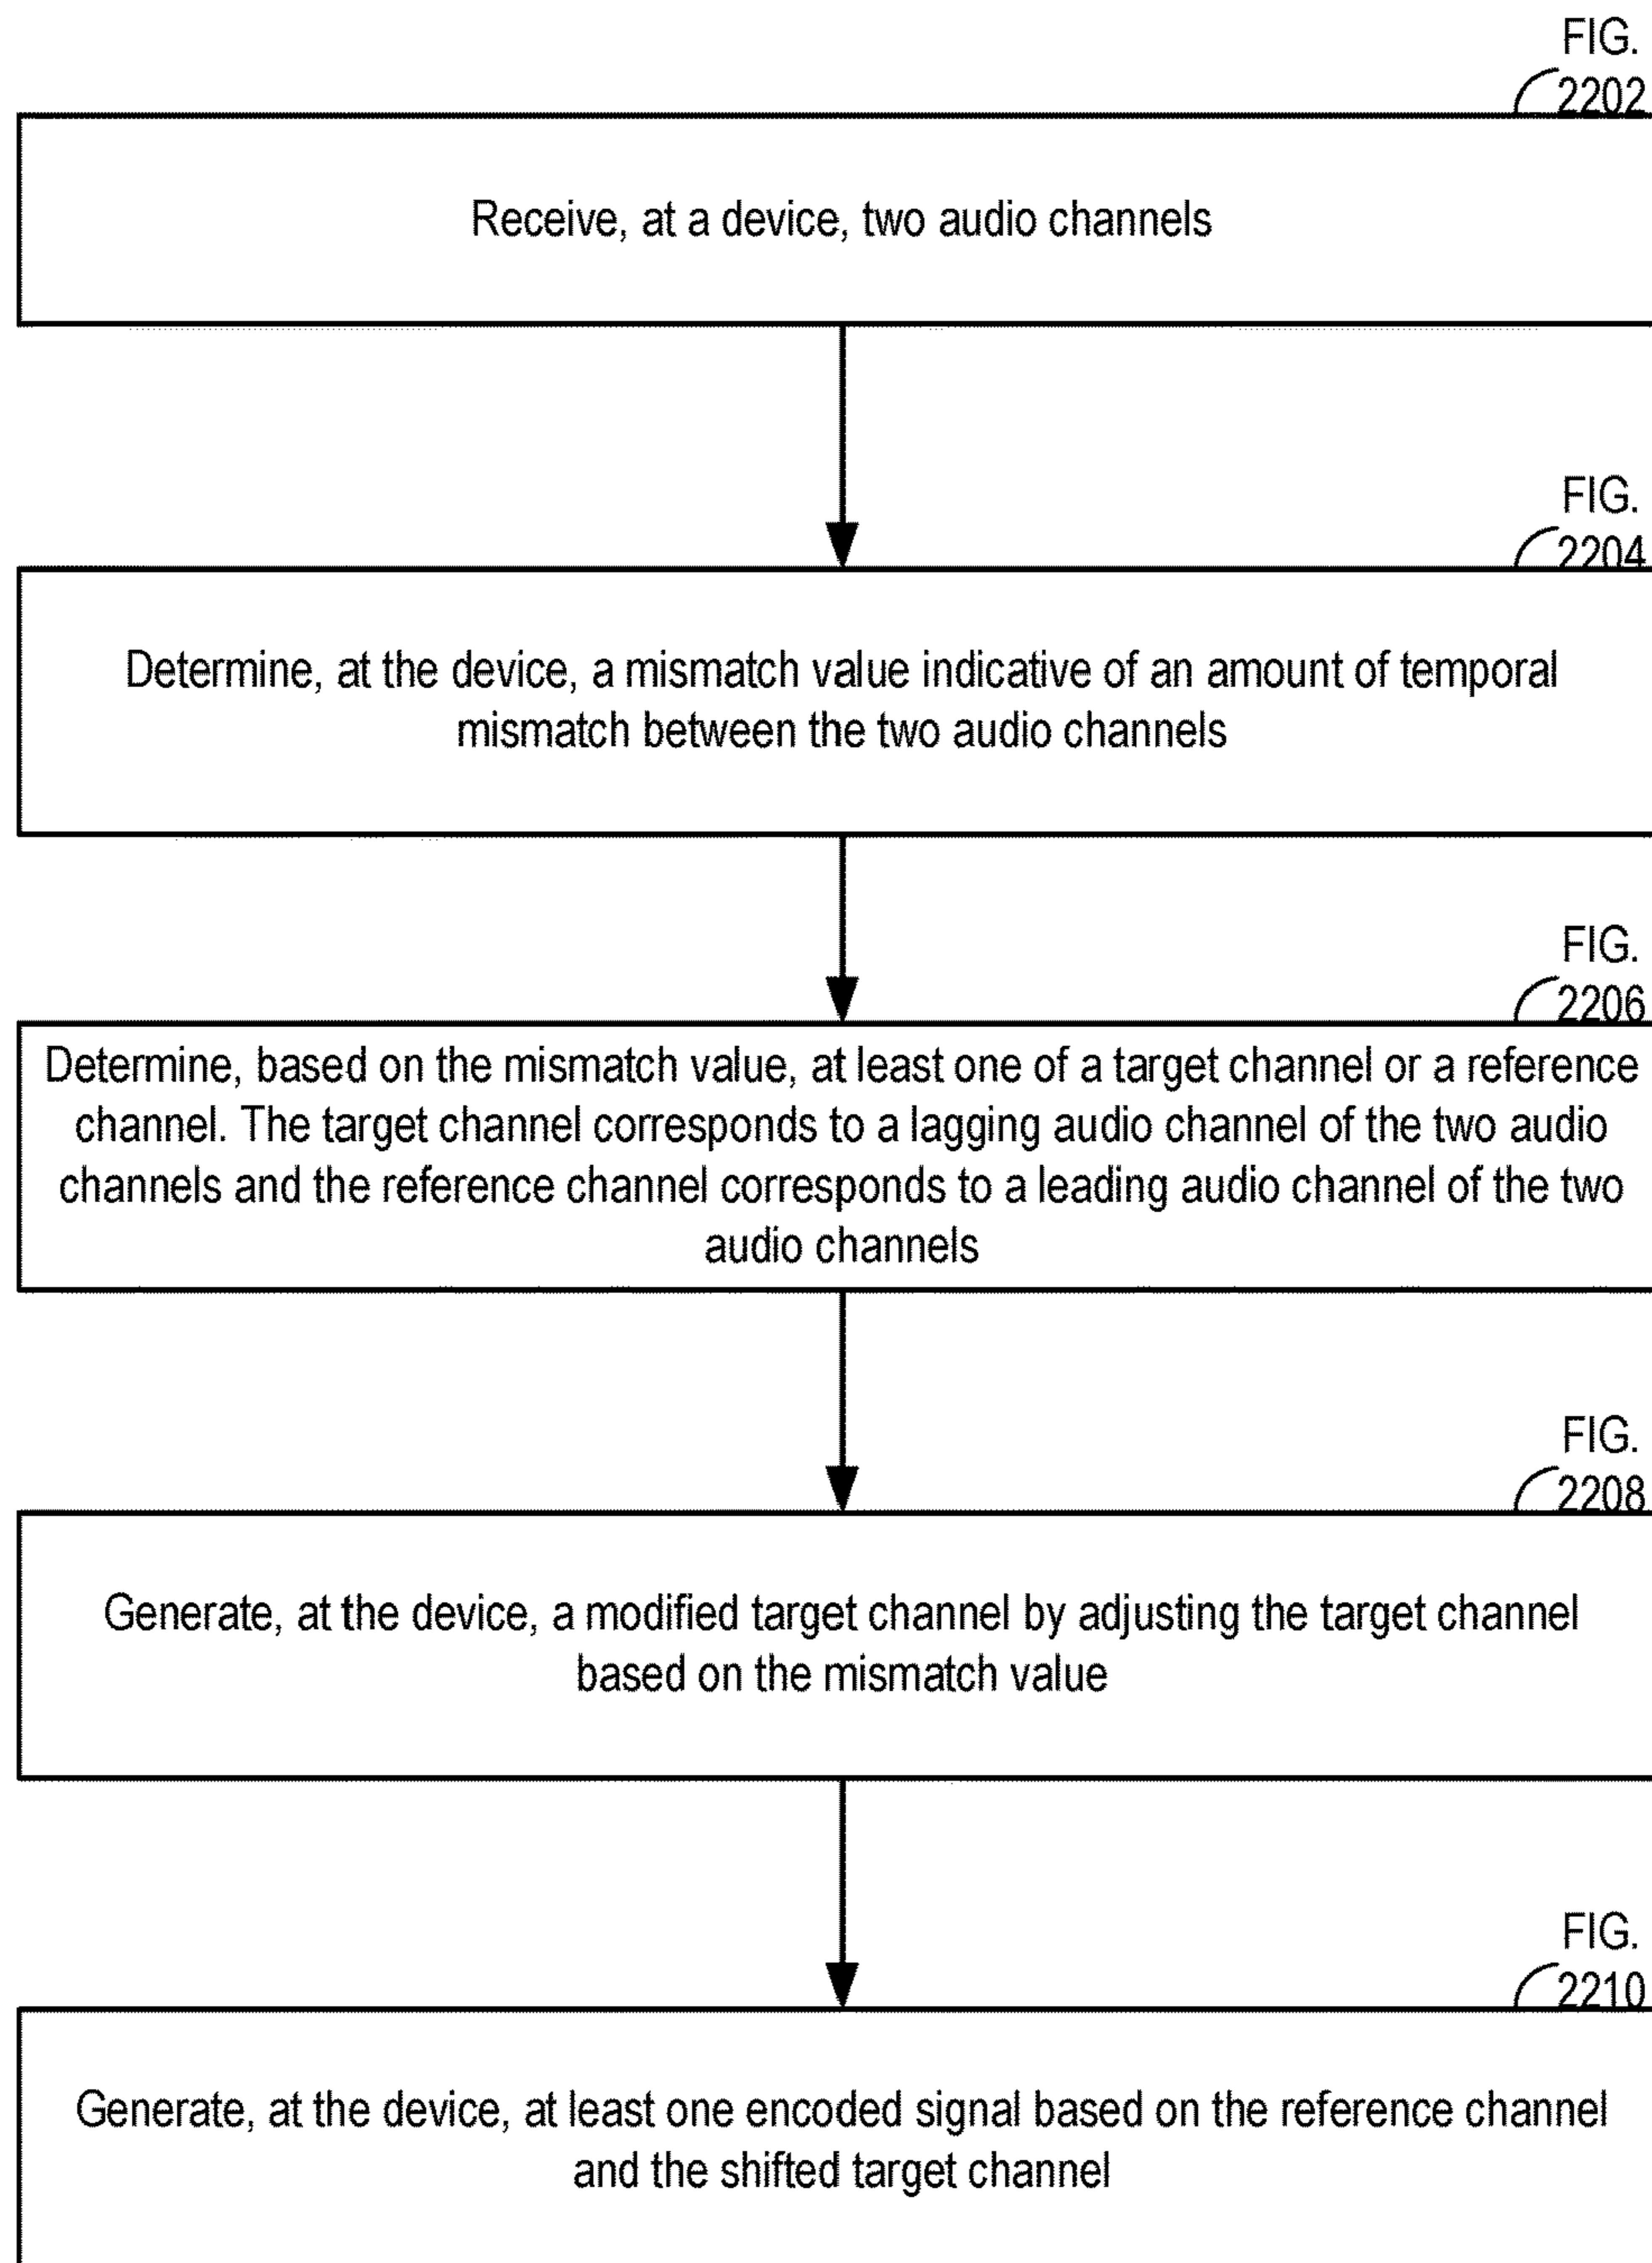 FIG.
2202
Receive, at a device, two audio channels
FIG.
2204
Determine, at the device, a mismatch value indicative of an amount of temporal
mismatch between the two audio channels
FIG.
2206
Determine, based on the mismatch value, at least one of a target channel or a reference
channel. The target channel corresponds to a lagging audio channel of the two audio
channels and the reference channel corresponds to a leading audio channel of the two
audio channels
FIG.
2208
Generate, at the device, a modified target channel by adjusting the target channel
based on the mismatch value
FIG.
2210
Generate, at the device, at least one encoded signal based on the reference channel
and the shifted target channel